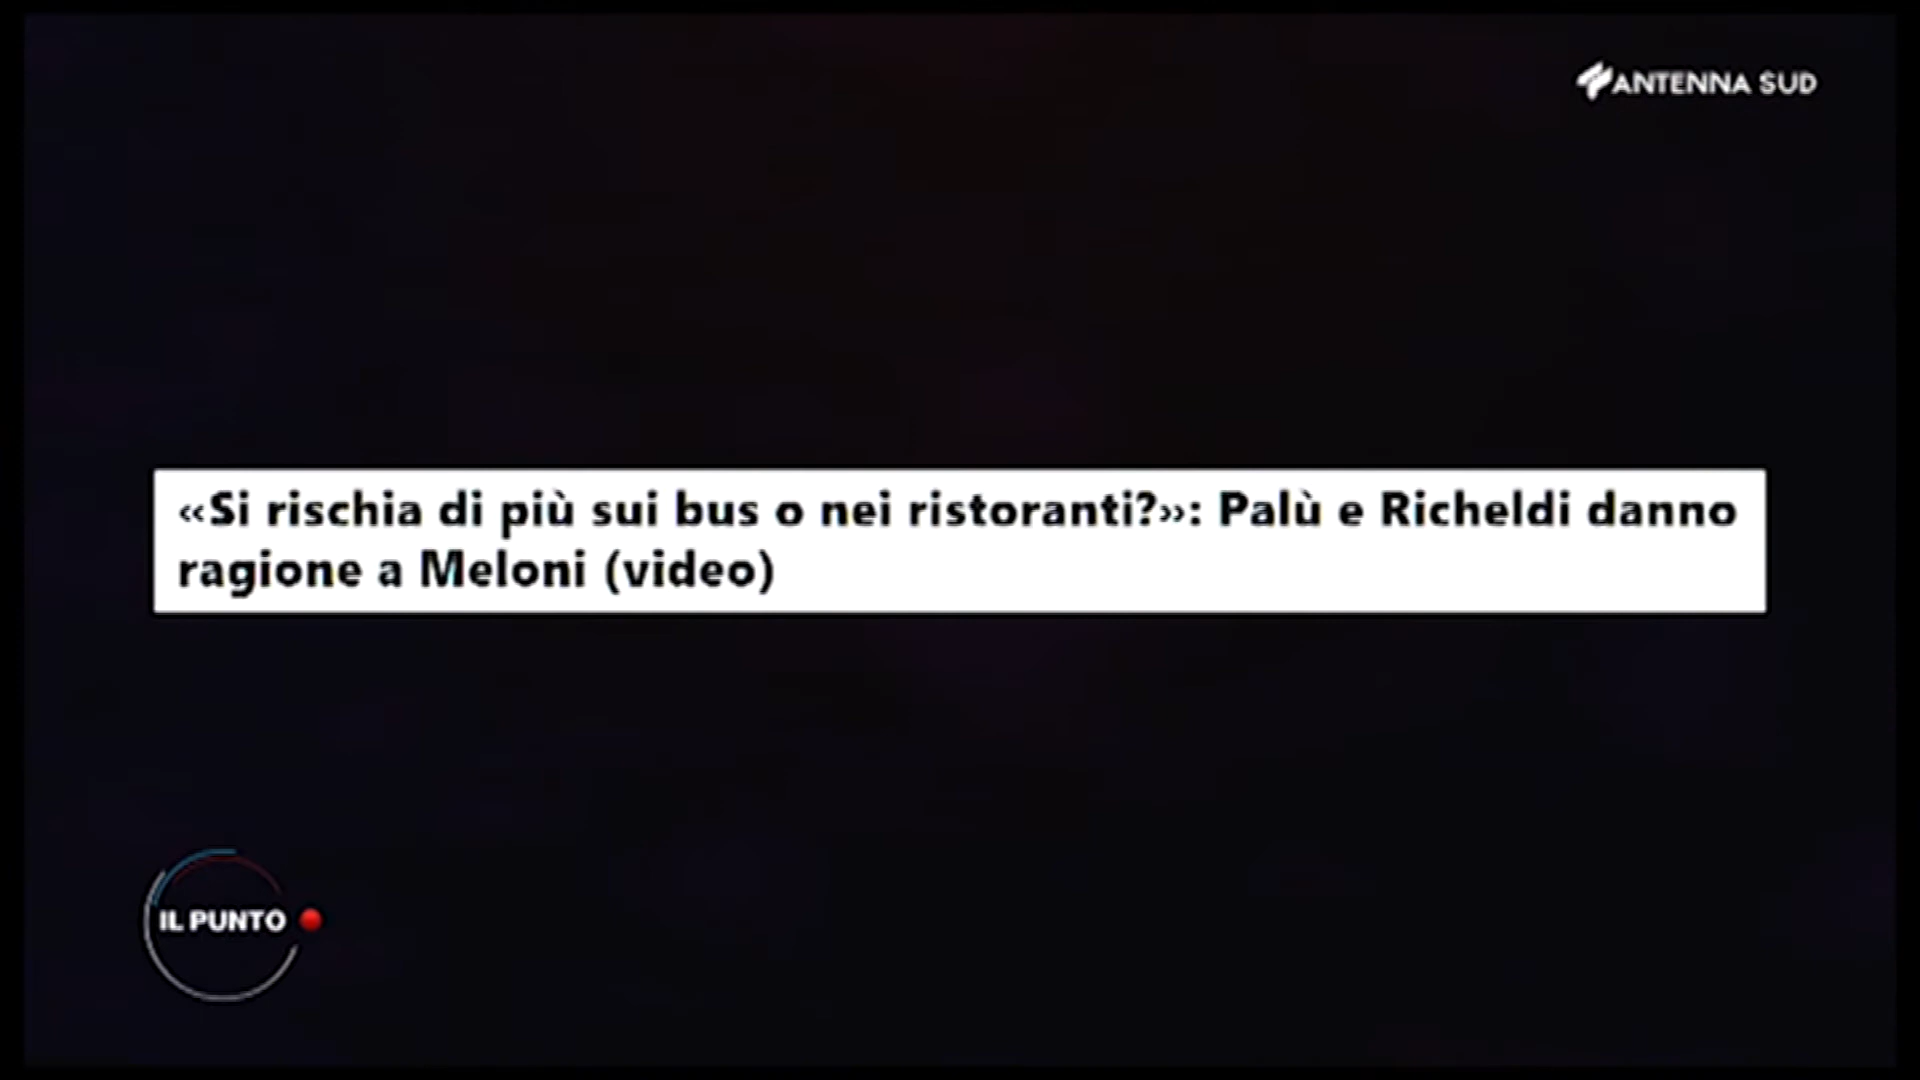 ANTENNA SUD
«Si rischia di più sui bus o nei ristoranti?»: Palù e Richeldi danno
ragione a Meloni (video)
IL PUNTO